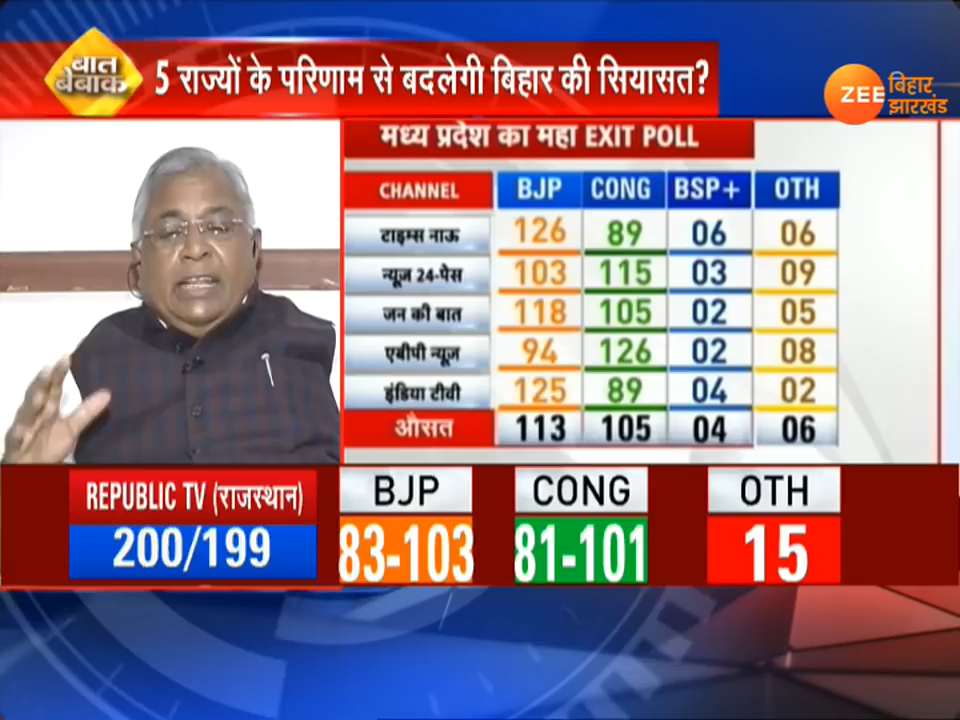 बात
बेबाक
5 राज्यों के परिणाम से बदलेगी बिहार की सियासत?
ZEE बिहार झारखंड
मध्य प्रदेश का महा EXIT POLL
CHANNEL BJP CONG BSP+ OTH
टाइम्स नाऊ 126 89 06 06
न्यूज 24-पेस 103 115 03 09
जन की बात 118 105 02 05
एबीपी न्यूज 94 126 02 08
इंडिया टीवी 125 89 04 02
औसत 113 105 04 06
REPUBLIC TV (राजस्थान) BJP CONG OTH
200/199 83-103 81-101 15